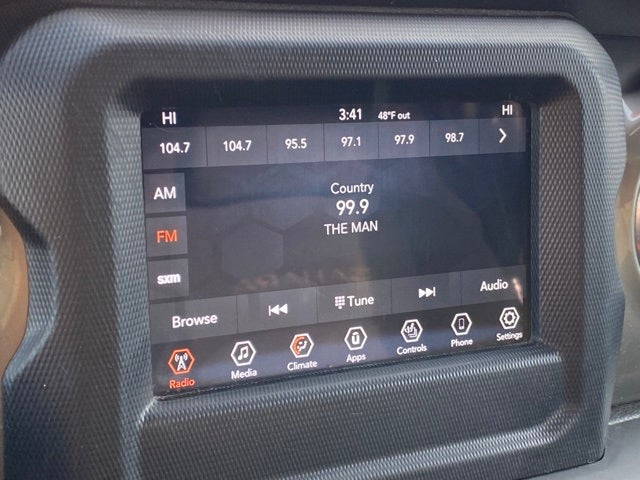 HI 3:41 48°F out HI
104.7 104.7 95.5 97.1 97.9 98.7
AM
Country
99.9
FM
THE MAN
sxm
Browse Tune Audio
Radio Media Climate Apps Controls Phone Settings